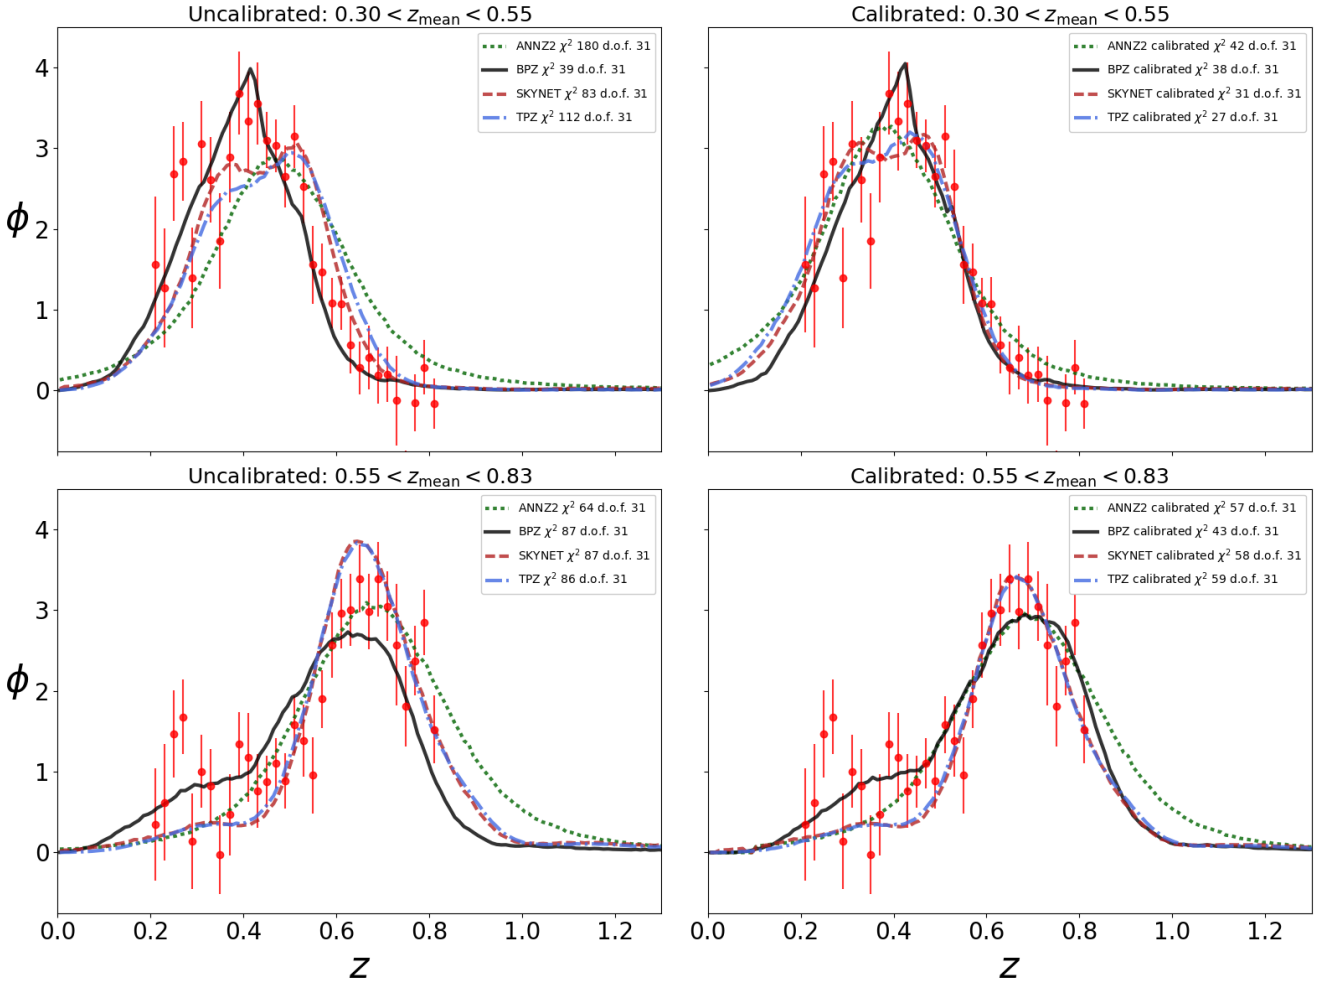 Uncalibrated: 0.30 < z_mean < 0.55
ANNZ2 χ² 180 d.o.f. 31
BPZ χ² 39 d.o.f. 31
SKYNET χ² 83 d.o.f. 31
TPZ χ² 112 d.o.f. 31
4
3
2
1
0
ϕ
Calibrated: 0.30 < z_mean < 0.55
ANNZ2 calibrated χ² 42 d.o.f. 31
BPZ calibrated χ² 38 d.o.f. 31
SKYNET calibrated χ² 31 d.o.f. 31
TPZ calibrated χ² 27 d.o.f. 31
Uncalibrated: 0.55 < z_mean < 0.83
ANNZ2 χ² 64 d.o.f. 31
BPZ χ² 87 d.o.f. 31
SKYNET χ² 87 d.o.f. 31
TPZ χ² 86 d.o.f. 31
4
3
2
1
0
ϕ
0.0 0.2 0.4 0.6 0.8 1.0 1.2
z
Calibrated: 0.55 < z_mean < 0.83
ANNZ2 calibrated χ² 57 d.o.f. 31
BPZ calibrated χ² 43 d.o.f. 31
SKYNET calibrated χ² 58 d.o.f. 31
TPZ calibrated χ² 59 d.o.f. 31
0.0 0.2 0.4 0.6 0.8 1.0 1.2
z